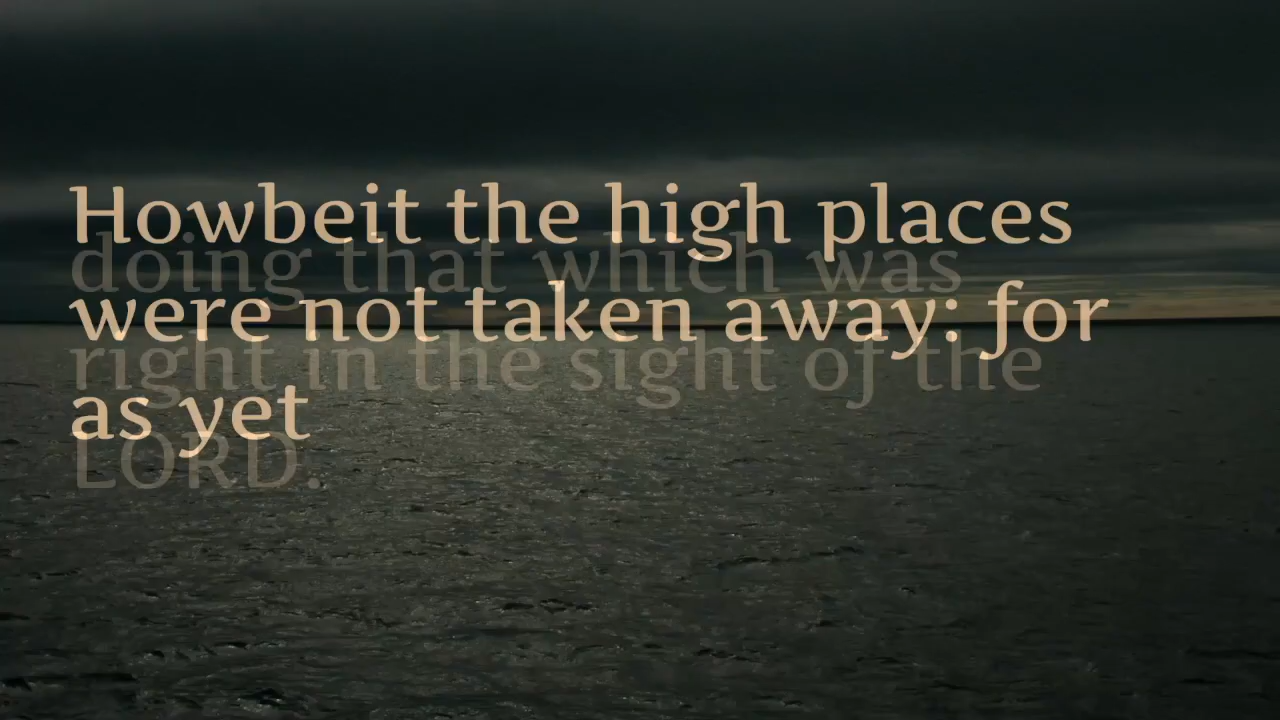 Howbeit the high places
doing that which was
were not taken away: for
right in the sight of the
as yet
LORD.